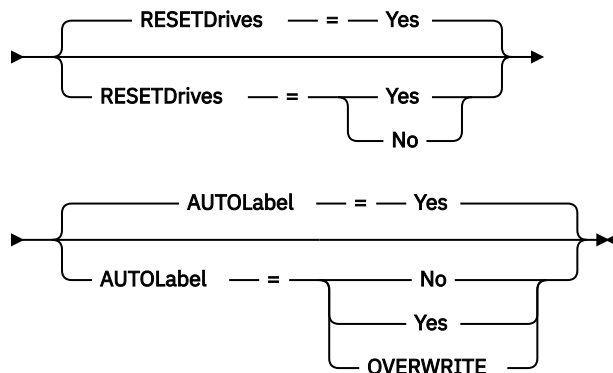 RESETDrives = Yes
RESETDrives = Yes
No
AUTOLabel = Yes
AUTOLabel = No
Yes
OVERWRITE